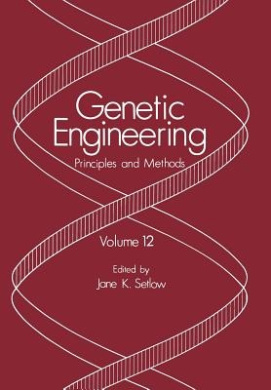 Genetic
Engineering
Principles and Methods
Volume 12
Edited by
Jane K. Setlow